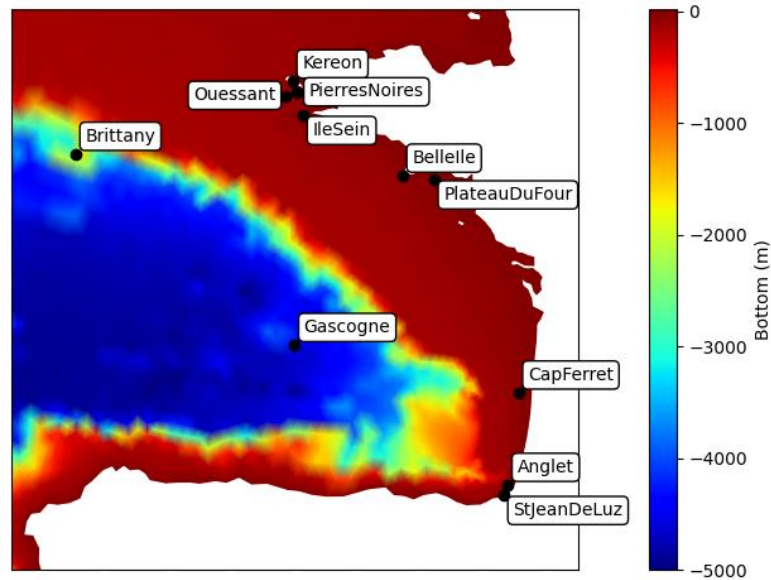 Kereon
Ouessant
PierresNoires
IleSein
Brittany
BelleIle
PlateauDuFour
Gascogne
CapFerret
Anglet
StJeanDeLuz
0
−1000
−2000
−3000
−4000
−5000
Bottom (m)